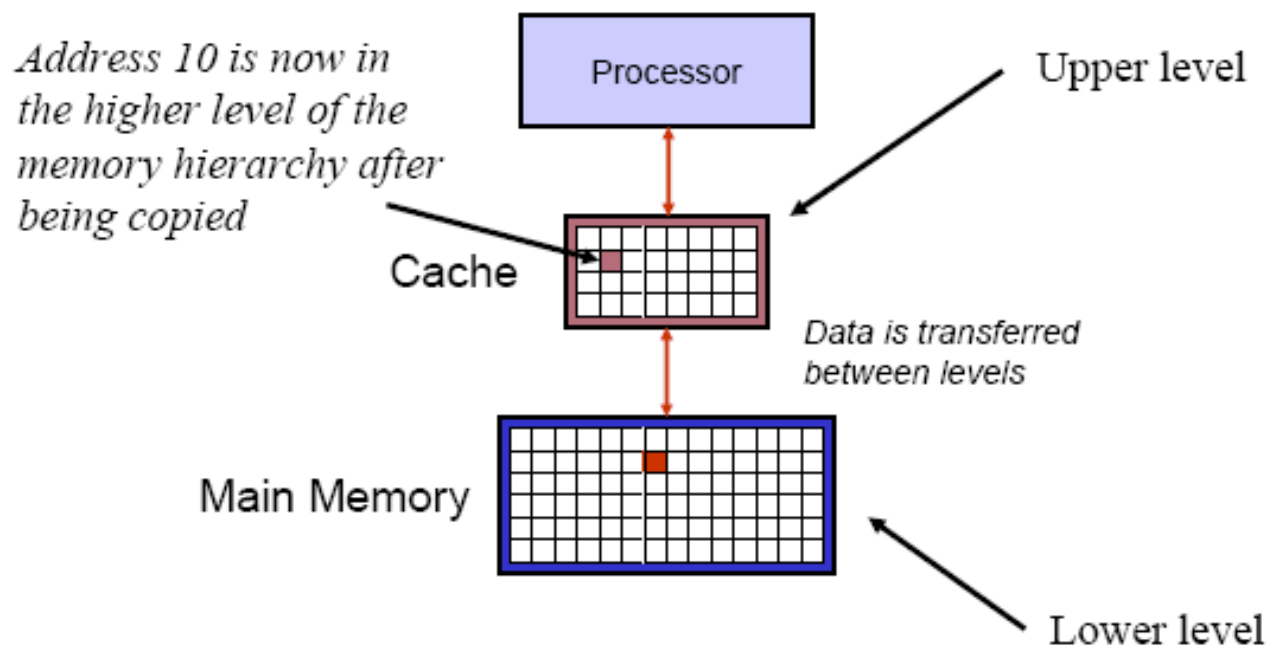 Address 10 is now in
the higher level of the
memory hierarchy after
being copied
Processor
Upper level
Cache
Data is transferred
between levels
Main Memory
Lower level